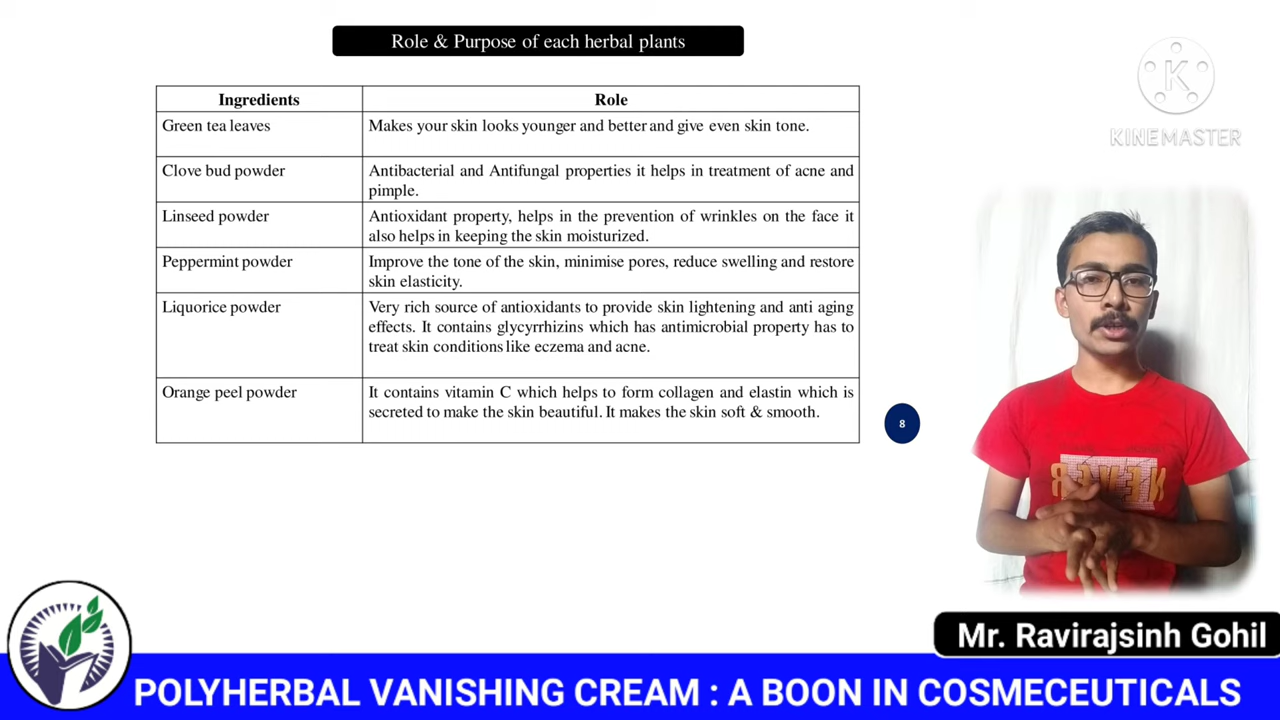 Role & Purpose of each herbal plants
KINEMASTER
Ingredients Role
Green tea leaves Makes your skin looks younger and better and give even skin tone.
Clove bud powder Antibacterial and Antifungal properties it helps in treatment of acne and
pimple.
Linseed powder Antioxidant property, helps in the prevention of wrinkles on the face it
also helps in keeping the skin moisturized.
Peppermint powder Improve the tone of the skin, minimise pores, reduce swelling and restore
skin elasticity.
Liquorice powder Very rich source of antioxidants to provide skin lightening and anti aging
effects. It contains glycyrrhizins which has antimicrobial property has to
treat skin conditions like eczema and acne.
Orange peel powder It contains vitamin C which helps to form collagen and elastin which is
secreted to make the skin beautiful. It makes the skin soft & smooth.
8
Mr. Ravirajsinh Gohil
POLYHERBAL VANISHING CREAM : A BOON IN COSMECEUTICALS